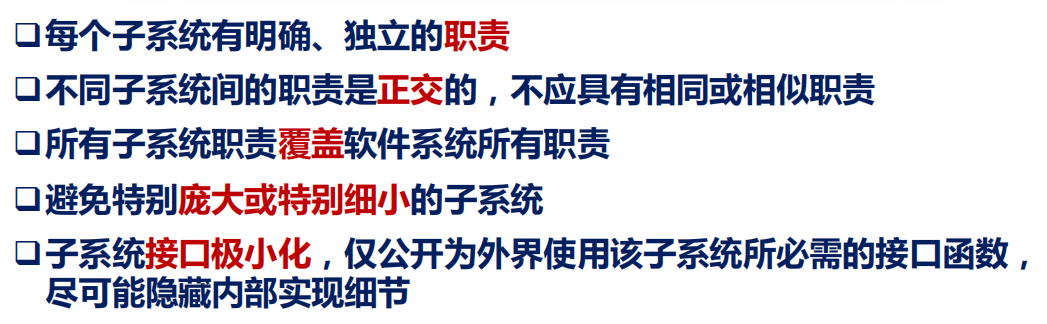 ❑每个子系统有明确、独立的职责
❑不同子系统间的职责是正交的，不应具有相同或相似职责
❑所有子系统职责覆盖软件系统所有职责
❑避免特别庞大或特别细小的子系统
❑子系统接口极小化，仅公开为外界使用该子系统所必需的接口函数，
尽可能隐藏内部实现细节